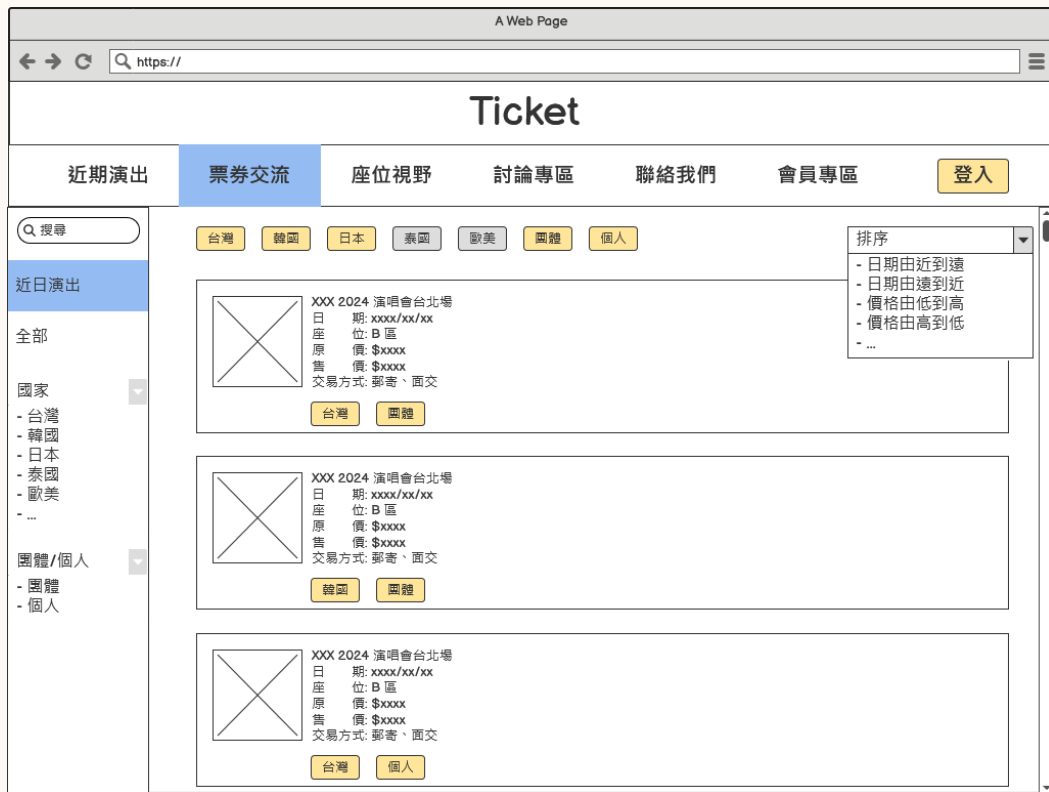 A Web Page
https://
Ticket
近期演出 票券交流 座位視野 討論專區 聯絡我們 會員專區 登入
搜尋
近日演出
全部
國家
- 台灣
- 韓國
- 日本
- 泰國
- 歐美
- ...
團體/個人
- 團體
- 個人
台灣 韓國 日本 泰國 歐美 團體 個人
排序
- 日期由近到遠
- 日期由遠到近
- 價格由低到高
- 價格由高到低
- ...
XXX 2024 演唱會台北場
日 期: xxxx/xx/xx
座 位: B 區
原 價: $xxxx
售 價: $xxxx
交易方式: 郵寄、面交
台灣 團體
XXX 2024 演唱會台北場
日 期: xxxx/xx/xx
座 位: B 區
原 價: $xxxx
售 價: $xxxx
交易方式: 郵寄、面交
韓國 團體
XXX 2024 演唱會台北場
日 期: xxxx/xx/xx
座 位: B 區
原 價: $xxxx
售 價: $xxxx
交易方式: 郵寄、面交
台灣 個人